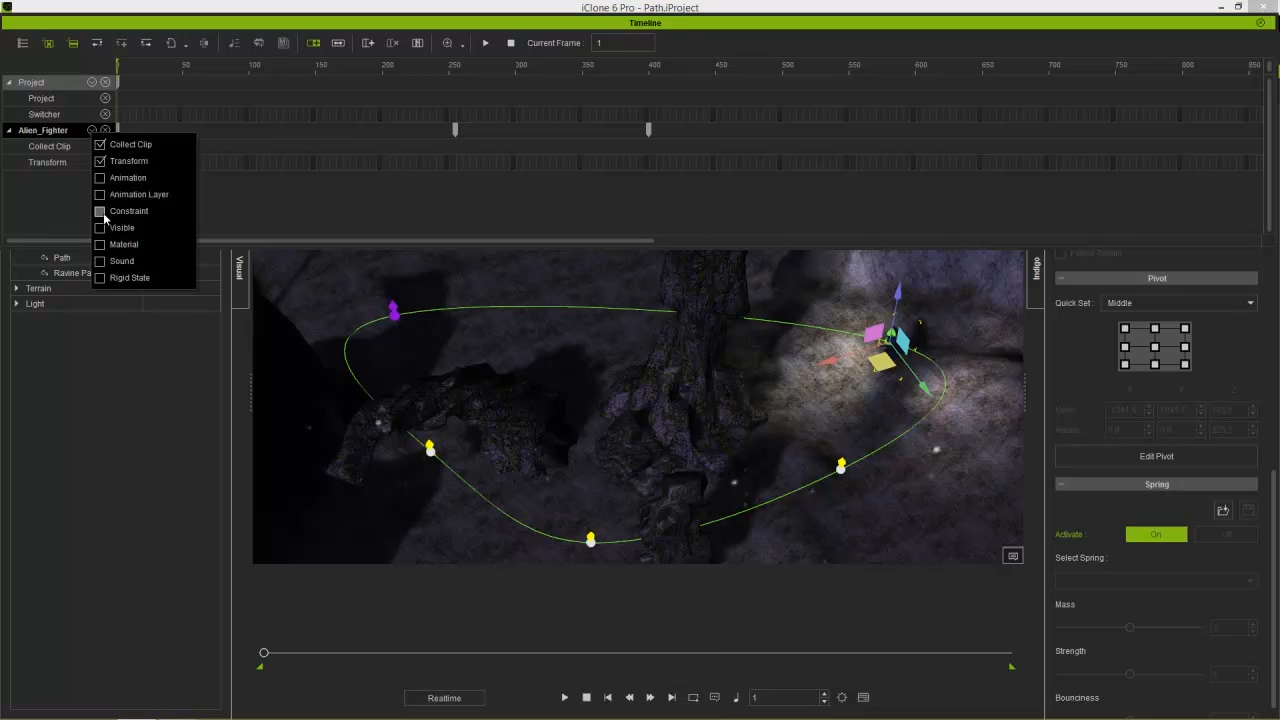 iClone 6 Pro - Path.iProject
Timeline
Current Frame : 1
50 100 150 200 250 300 350 400 450 500 550 600 650 700 750 800 850
Project
Project
Switcher
Alien_Fighter
Collect Clip
Transform
Collect Clip
Transform
Animation
Animation Layer
Constraint
Visible
Material
Sound
Rigid State
Path
Ravine Pa
Terrain
Light
Visual
Indigo
Pivot
Quick Set : Middle
Edit Pivot
Spring
Activate : On Off
Select Spring :
Mass
Strength
Bounciness
Realtime
1